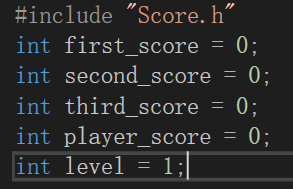 #include "Score.h"
int first_score = 0;
int second_score = 0;
int third_score = 0;
int player_score = 0;
int level = 1;